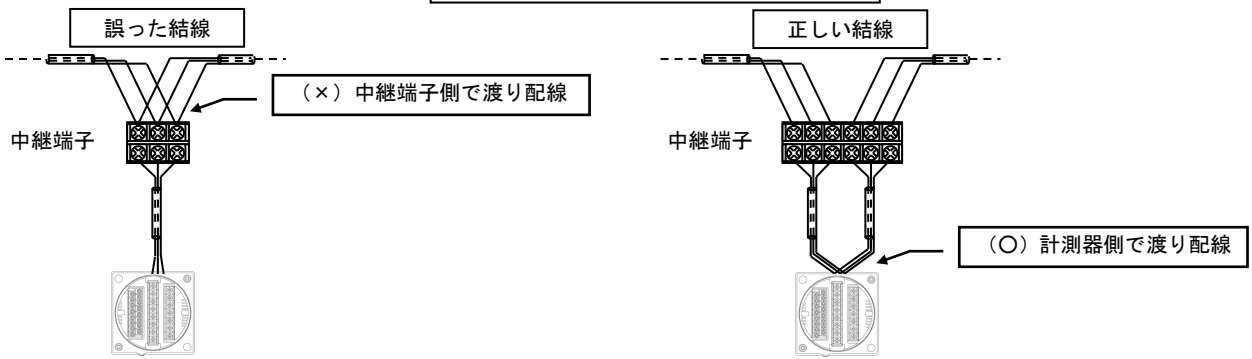 誤った結線
正しい結線
（×）中継端子側で渡り配線
中継端子
中継端子
（〇）計測器側で渡り配線